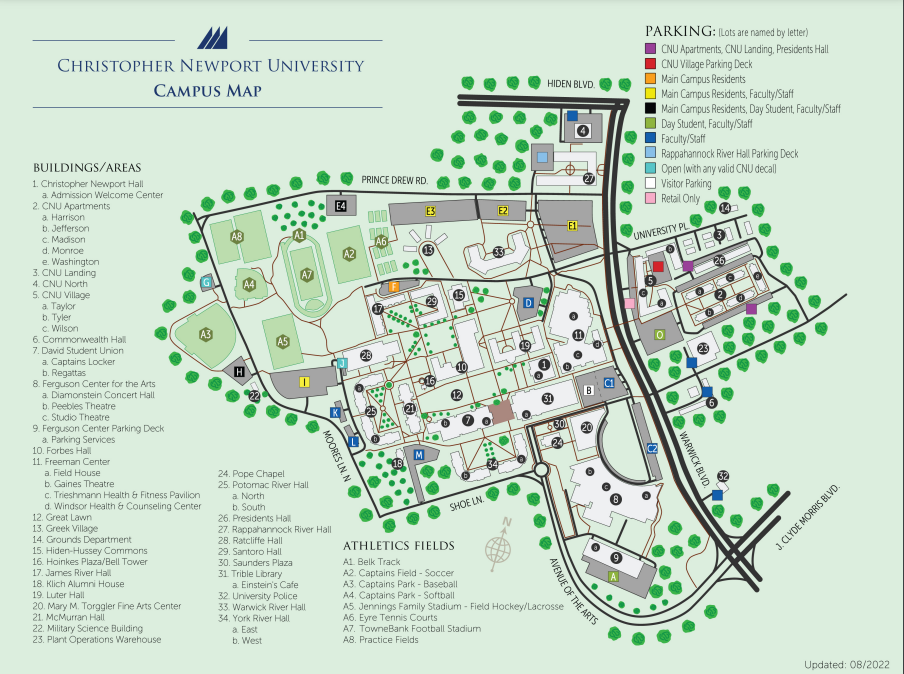 CHRISTOPHER NEWPORT UNIVERSITY
CAMPUS MAP
PARKING: (Lots are named by letter)
CNU Apartments, CNU Landing, Presidents Hall
CNU Village Parking Deck
Main Campus Residents
Main Campus Residents, Faculty/Staff
Main Campus Residents, Day Student, Faculty/Staff
Day Student, Faculty/Staff
Faculty/Staff
Rappahannock River Hall Parking Deck
Open (with any valid CNU decal)
Visitor Parking
Retail Only
BUILDINGS/AREAS
1. Christopher Newport Hall
a. Admission Welcome Center
2. CNU Apartments
a. Harrison
b. Jefferson
c. Madison
d. Monroe
e. Washington
3. CNU Landing
4. CNU North
5. CNU Village
a. Taylor
b. Tyler
c. Wilson
6. Commonwealth Hall
7. David Student Union
a. Captains Locker
b. Regattas
8. Ferguson Center for the Arts
a. Diamonstein Concert Hall
b. Peebles Theatre
c. Studio Theatre
9. Ferguson Center Parking Deck
a. Parking Services
10. Forbes Hall
11. Freeman Center
a. Field House
b. Gaines Theatre
c. Trieshmann Health & Fitness Pavilion
d. Windsor Health & Counseling Center
12. Great Lawn
13. Greek Village
14. Grounds Department
15. Hiden-Hussey Commons
16. Hoinkes Plaza/Bell Tower
17. James River Hall
18. Klich Alumni House
19. Luter Hall
20. Mary M. Torggler Fine Arts Center
21. McMurran Hall
22. Military Science Building
23. Plant Operations Warehouse
24. Pope Chapel
25. Potomac River Hall
a. North
b. South
26. Presidents Hall
27. Rappahannock River Hall
28. Ratcliffe Hall
29. Santoro Hall
30. Saunders Plaza
31. Trible Library
a. Einstein's Cafe
32. University Police
33. Warwick River Hall
34. York River Hall
a. East
b. West
ATHLETICS FIELDS
A1. Belk Track
A2. Captains Field - Soccer
A3. Captains Park - Baseball
A4. Captains Park - Softball
A5. Jennings Family Stadium - Field Hockey/Lacrosse
A6. Eyre Tennis Courts
A7. TowneBank Football Stadium
A8. Practice Fields
HIDEN BLVD.
4
27
PRINCE DREW RD.
E4
E3
E2
E1
14
UNIVERSITY PL.
3
A8
A1
A2
A6
13
33
b
26
5
G
A4
A7
F
29
15
D
c
a
a
c
e
2
b
d
17
A3
A5
28
J
10
19
a
11
d
c
b
O
23
H
I
22
16
12
1
a
31
B
C1
6
K
a
25
b
21
7
b
a
a
30
24
20
L
M
18
34
a
b
C2
WARWICK BLVD.
MOORES LN N
SHOE LN.
b
c
8
a
32
J. CLYDE MORRIS BLVD.
N
a
9
A
AVENUE OF THE ARTS
Updated: 08/2022